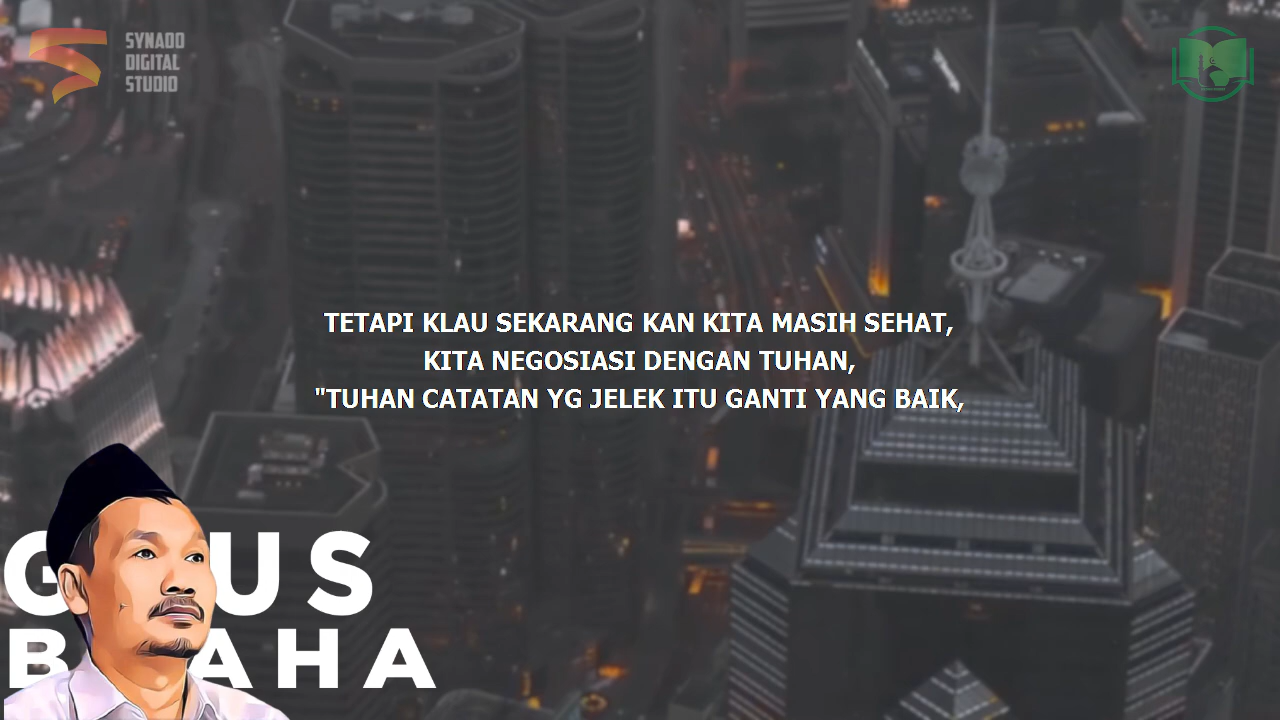 SYNADO
DIGITAL
STUDIO
TETAPI KLAU SEKARANG KAN KITA MASIH SEHAT,
KITA NEGOSIASI DENGAN TUHAN,
"TUHAN CATATAN YG JELEK ITU GANTI YANG BAIK,
GUS
BAHA